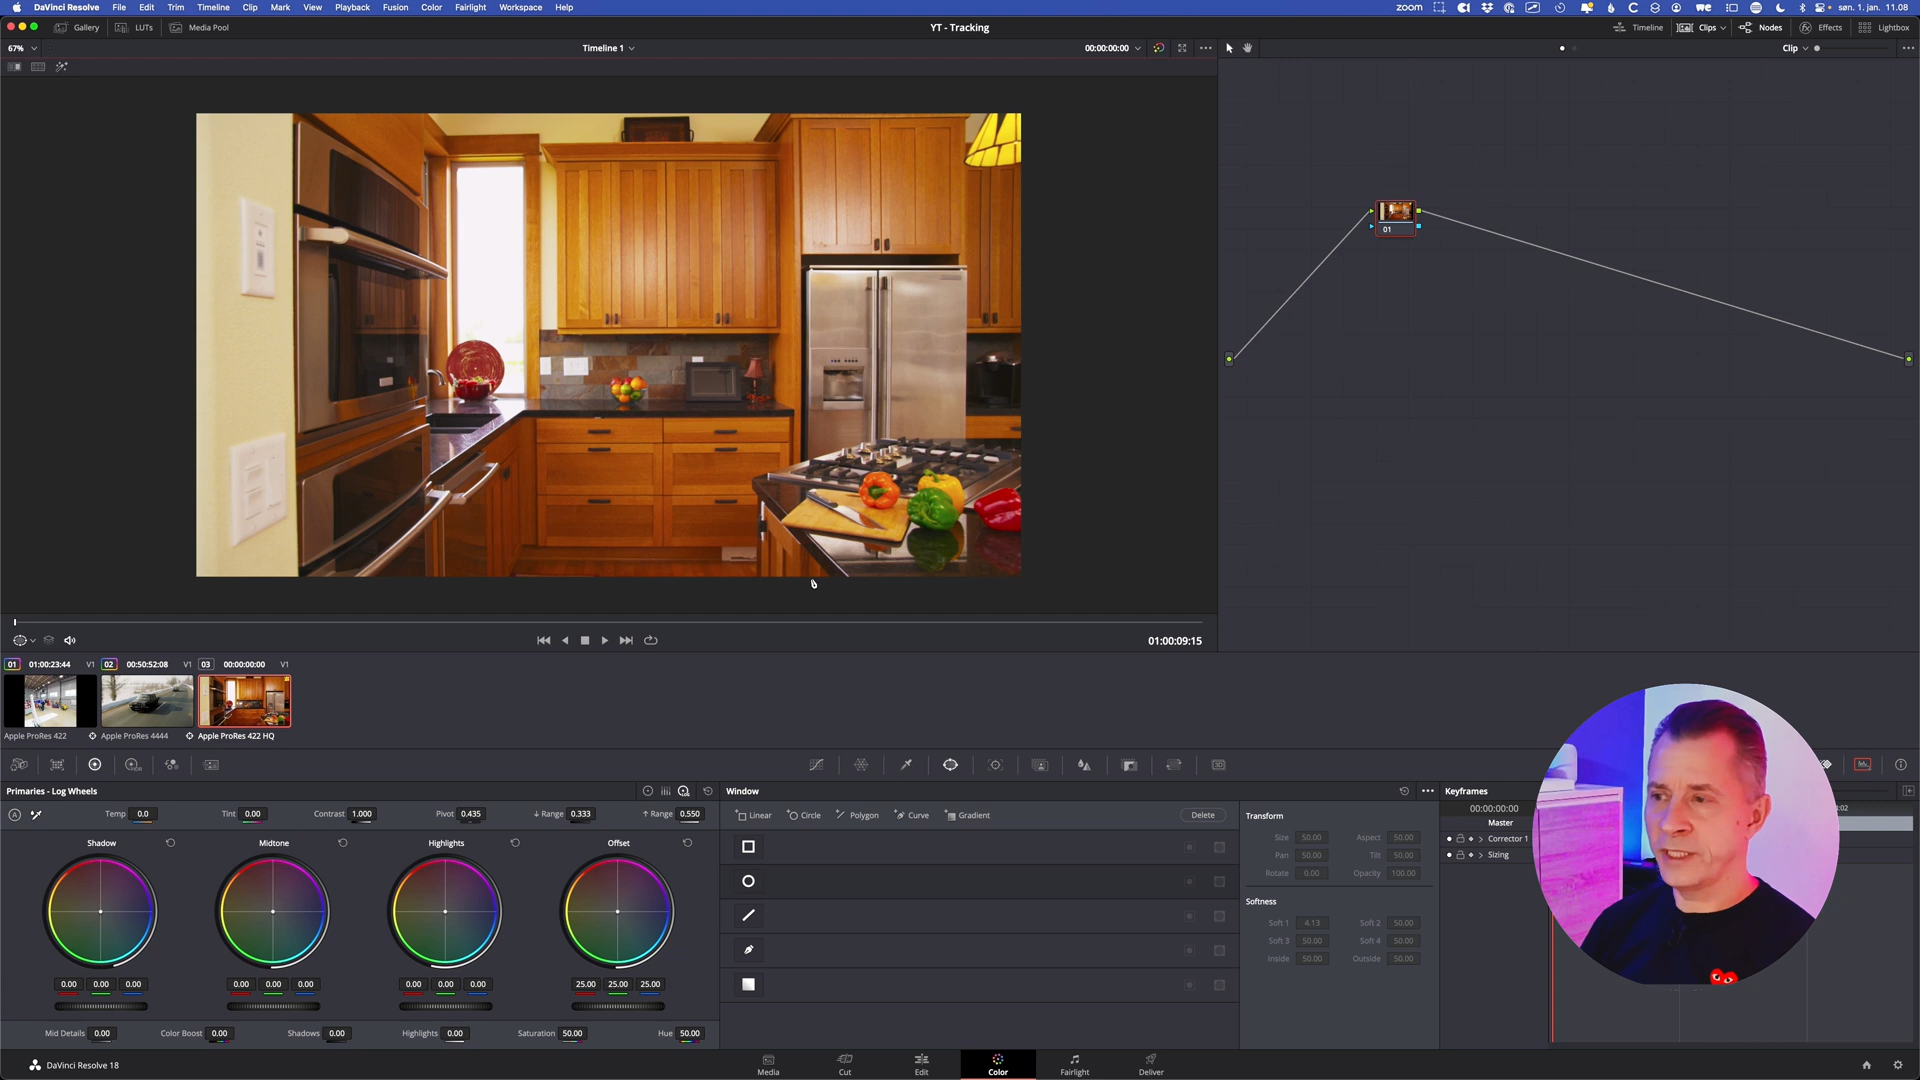 DaVinci Resolve File Edit Trim Timeline Clip Mark View Playback Fusion Color Fairlight Workspace Help
zoom
søn. 1. jan. 11.08
Gallery LUTs Media Pool
YT - Tracking
Timeline Clips Nodes Effects Lightbox
67%
Timeline 1
00:00:00:00
Clip
01
01:00:09:15
01 01:00:23:44 V1 02 00:50:52:08 V1 03 00:00:00:00 V1
Apple ProRes 422 Apple ProRes 4444 Apple ProRes 422 HQ
Primaries - Log Wheels
Temp 0.0 Tint 0.00 Contrast 1.000 Pivot 0.435 ↓ Range 0.333 ↑ Range 0.550
Shadow Midtone Highlights Offset
0.00 0.00 0.00 0.00 0.00 0.00 0.00 0.00 0.00 25.00 25.00 25.00
Mid Details 0.00 Color Boost 0.00 Shadows 0.00 Highlights 0.00 Saturation 50.00 Hue 50.00
Window
Linear Circle Polygon Curve Gradient Delete
Transform
Size 50.00 Aspect 50.00
Pan 50.00 Tilt 50.00
Rotate 0.00 Opacity 100.00
Softness
Soft 1 4.13 Soft 2 50.00
Soft 3 50.00 Soft 4 50.00
Inside 50.00 Outside 50.00
Keyframes
00:00:00:00
Master
Corrector 1
Sizing
DaVinci Resolve 18
Media Cut Edit Color Fairlight Deliver